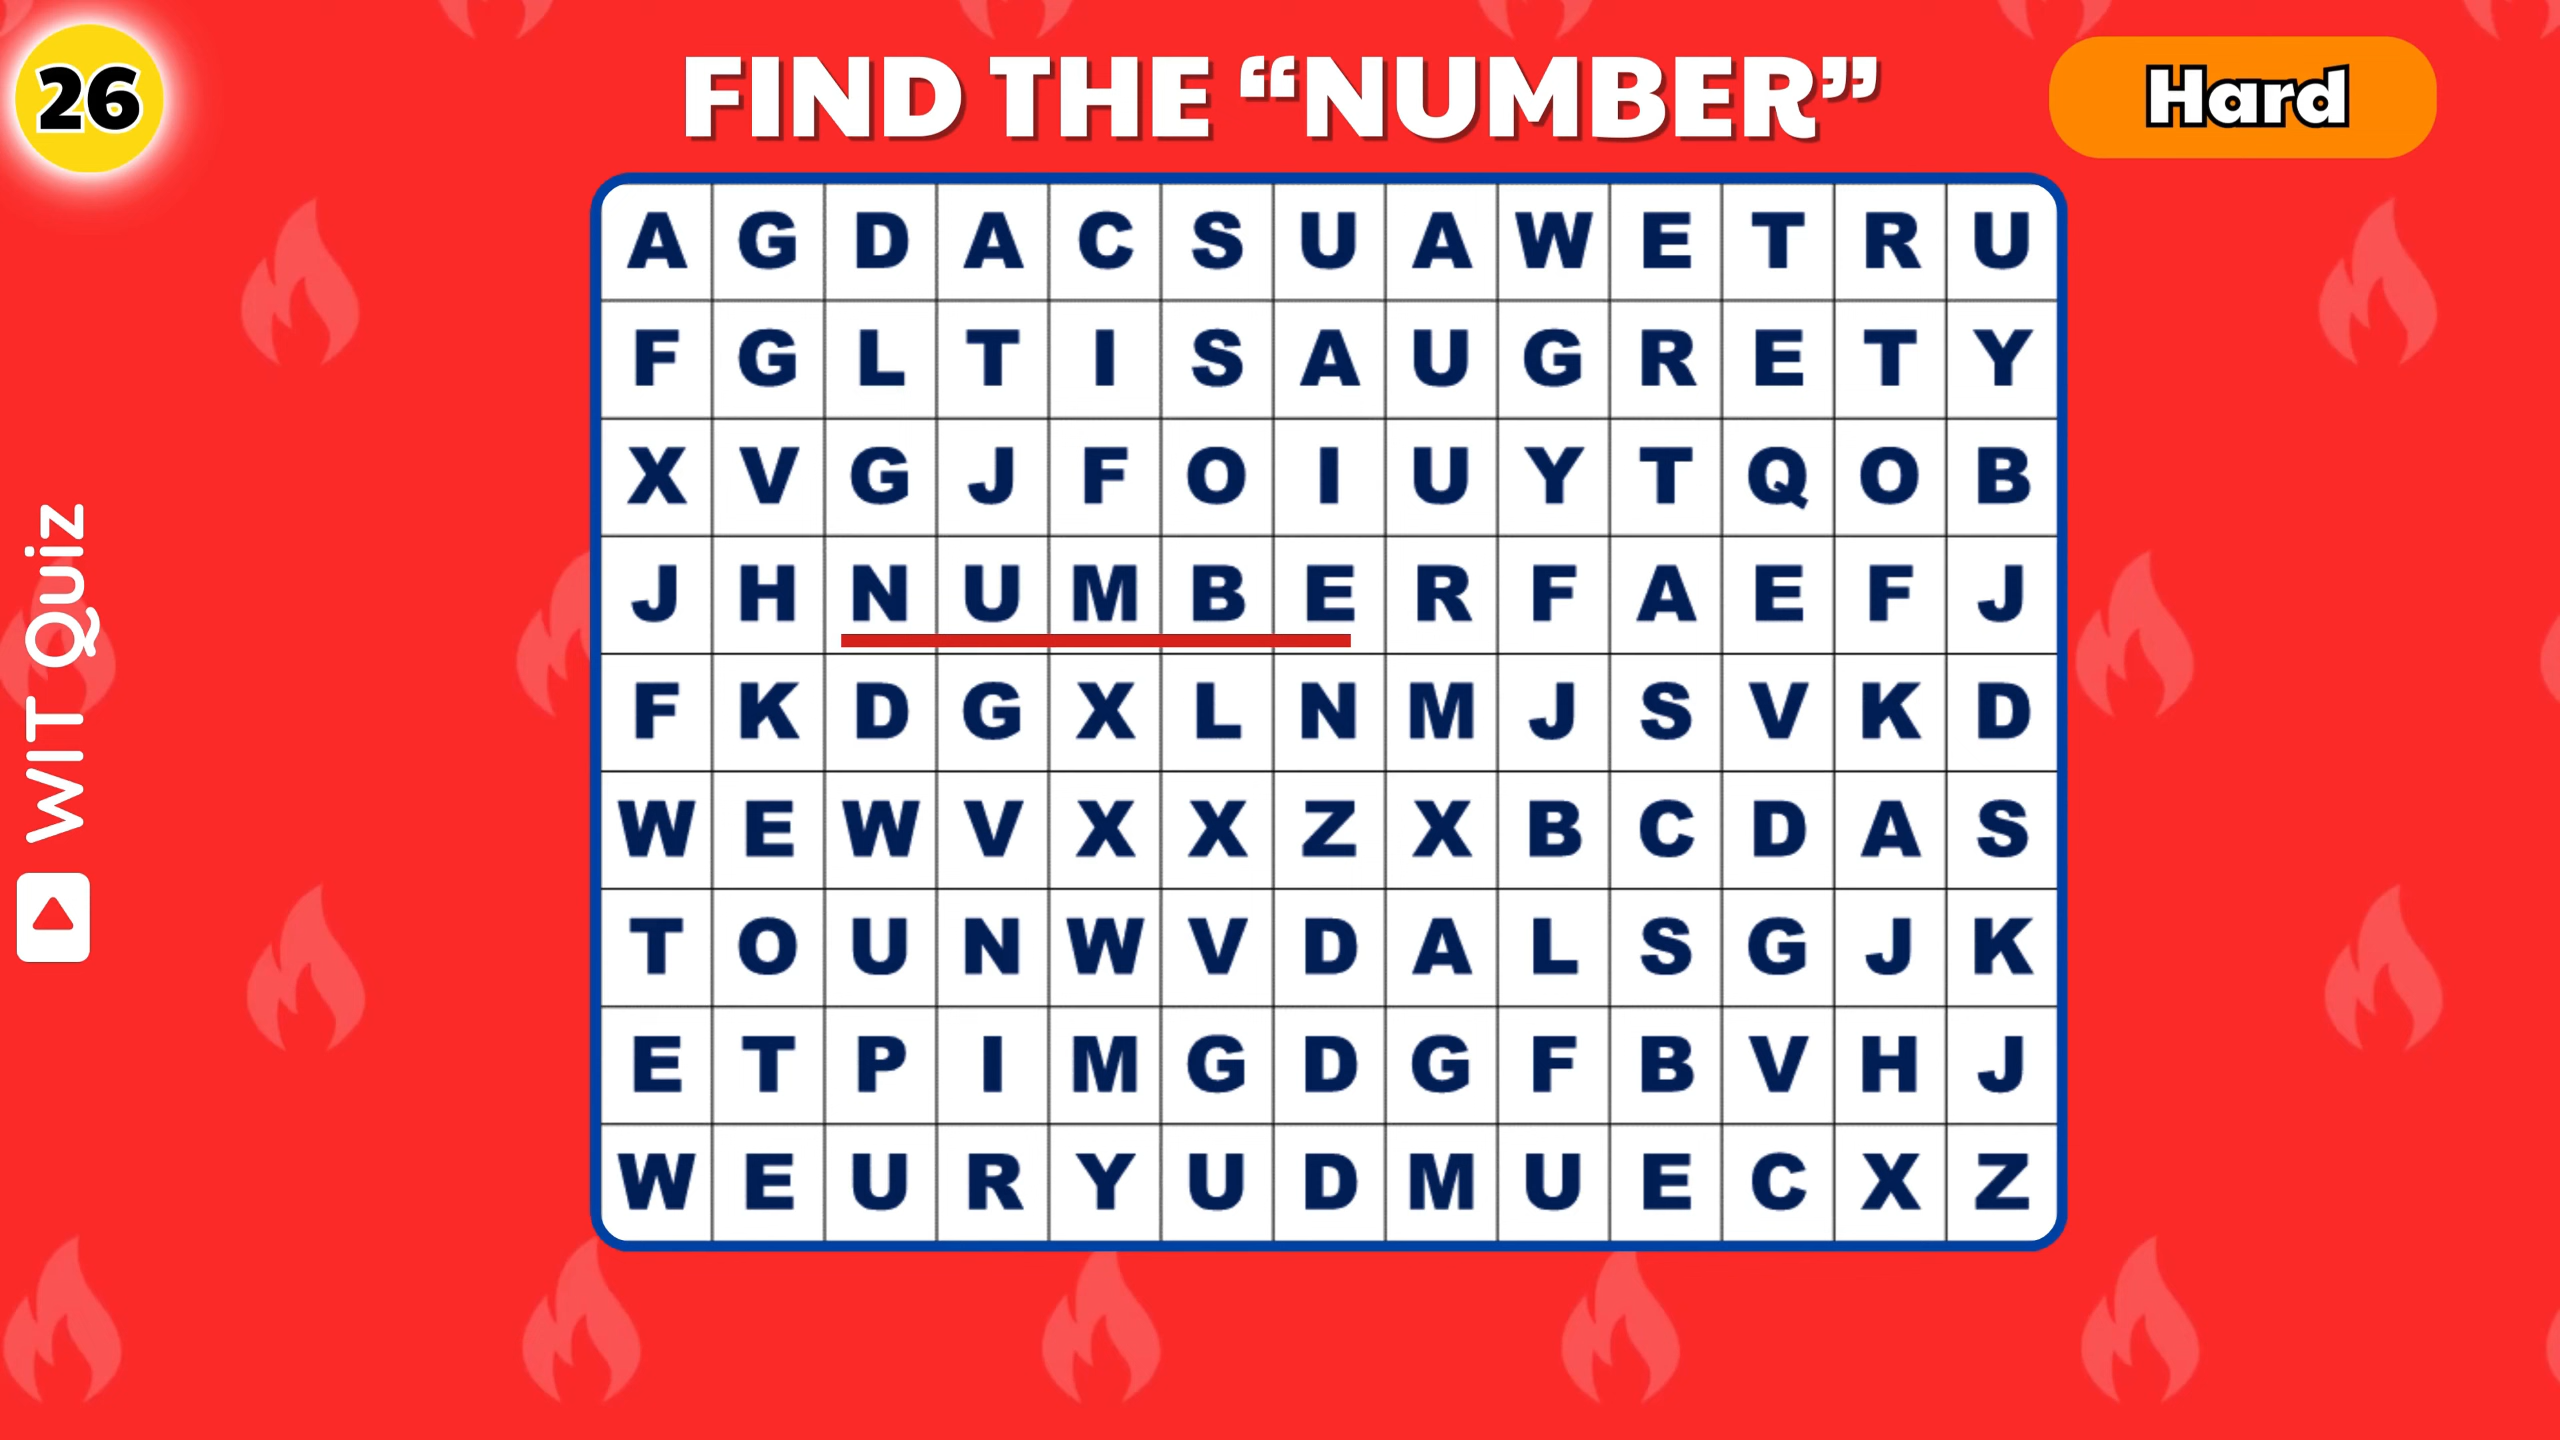 26
FIND THE “NUMBER”
Hard
A G D A C S U A W E T R U
F G L T I S A U G R E T Y
X V G J F O I U Y T Q O B
J H N U M B E R F A E F J
F K D G X L N M J S V K D
W E W V X X Z X B C D A S
T O U N W V D A L S G J K
E T P I M G D G F B V H J
W E U R Y U D M U E C X Z
WIT Quiz